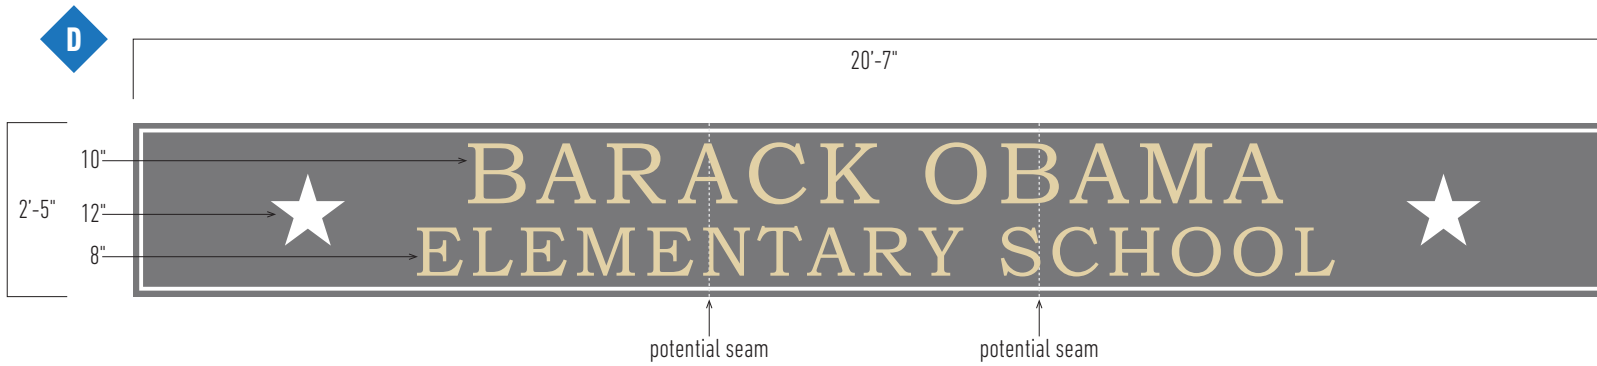 D
20'-7"
10"
BARACK OBAMA
2'-5"
12"
8"
ELEMENTARY SCHOOL
potential seam
potential seam